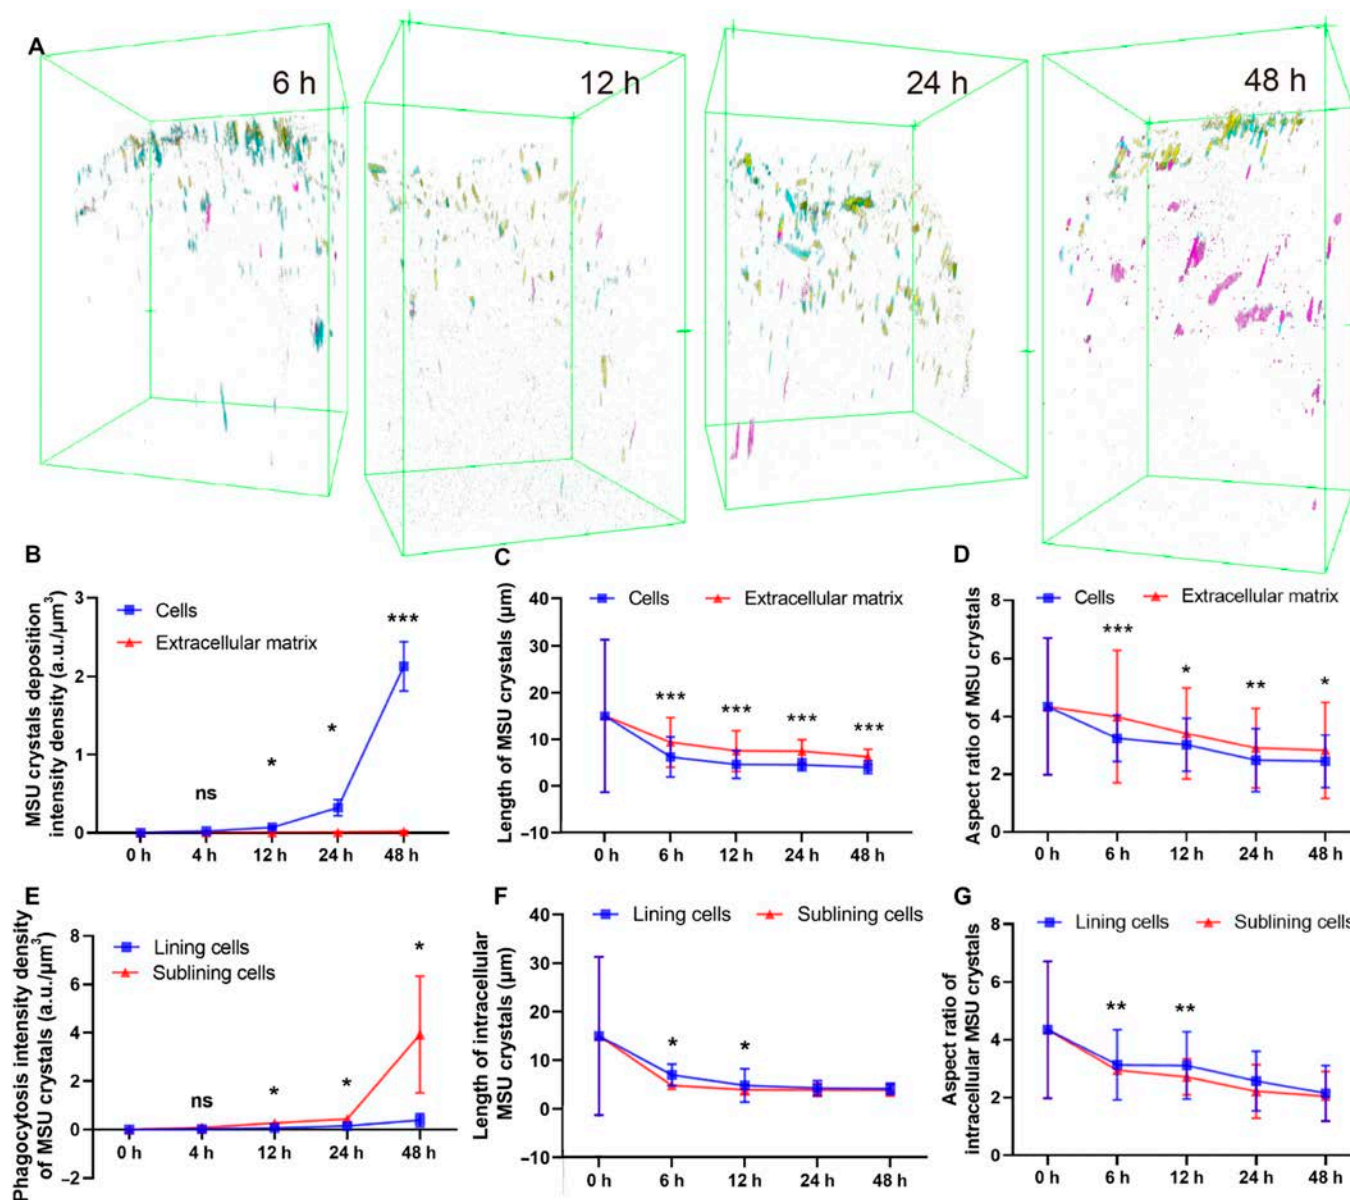 A
6 h
12 h
24 h
48 h
B
MSU crystals deposition
intensity density (a.u./μm³)
Cells
Extracellular matrix
3
2
1
0
ns
*
*
***
0 h
4 h
12 h
24 h
48 h
C
Length of MSU crystals (μm)
Cells
Extracellular matrix
40
30
20
10
0
−10
***
***
***
***
0 h
6 h
12 h
24 h
48 h
D
Aspect ratio of MSU crystals
Cells
Extracellular matrix
8
6
4
2
0
***
*
**
*
0 h
6 h
12 h
24 h
48 h
E
Phagocytosis intensity density
of MSU crystals (a.u./μm³)
Lining cells
Sublining cells
8
6
4
2
0
−2
ns
*
*
*
0 h
4 h
12 h
24 h
48 h
F
Length of intracellular
MSU crystals (μm)
Lining cells
Sublining cells
40
30
20
10
0
−10
*
*
0 h
6 h
12 h
24 h
48 h
G
Aspect ratio of
intracellular MSU crystals
Lining cells
Sublining cells
8
6
4
2
0
**
**
0 h
6 h
12 h
24 h
48 h